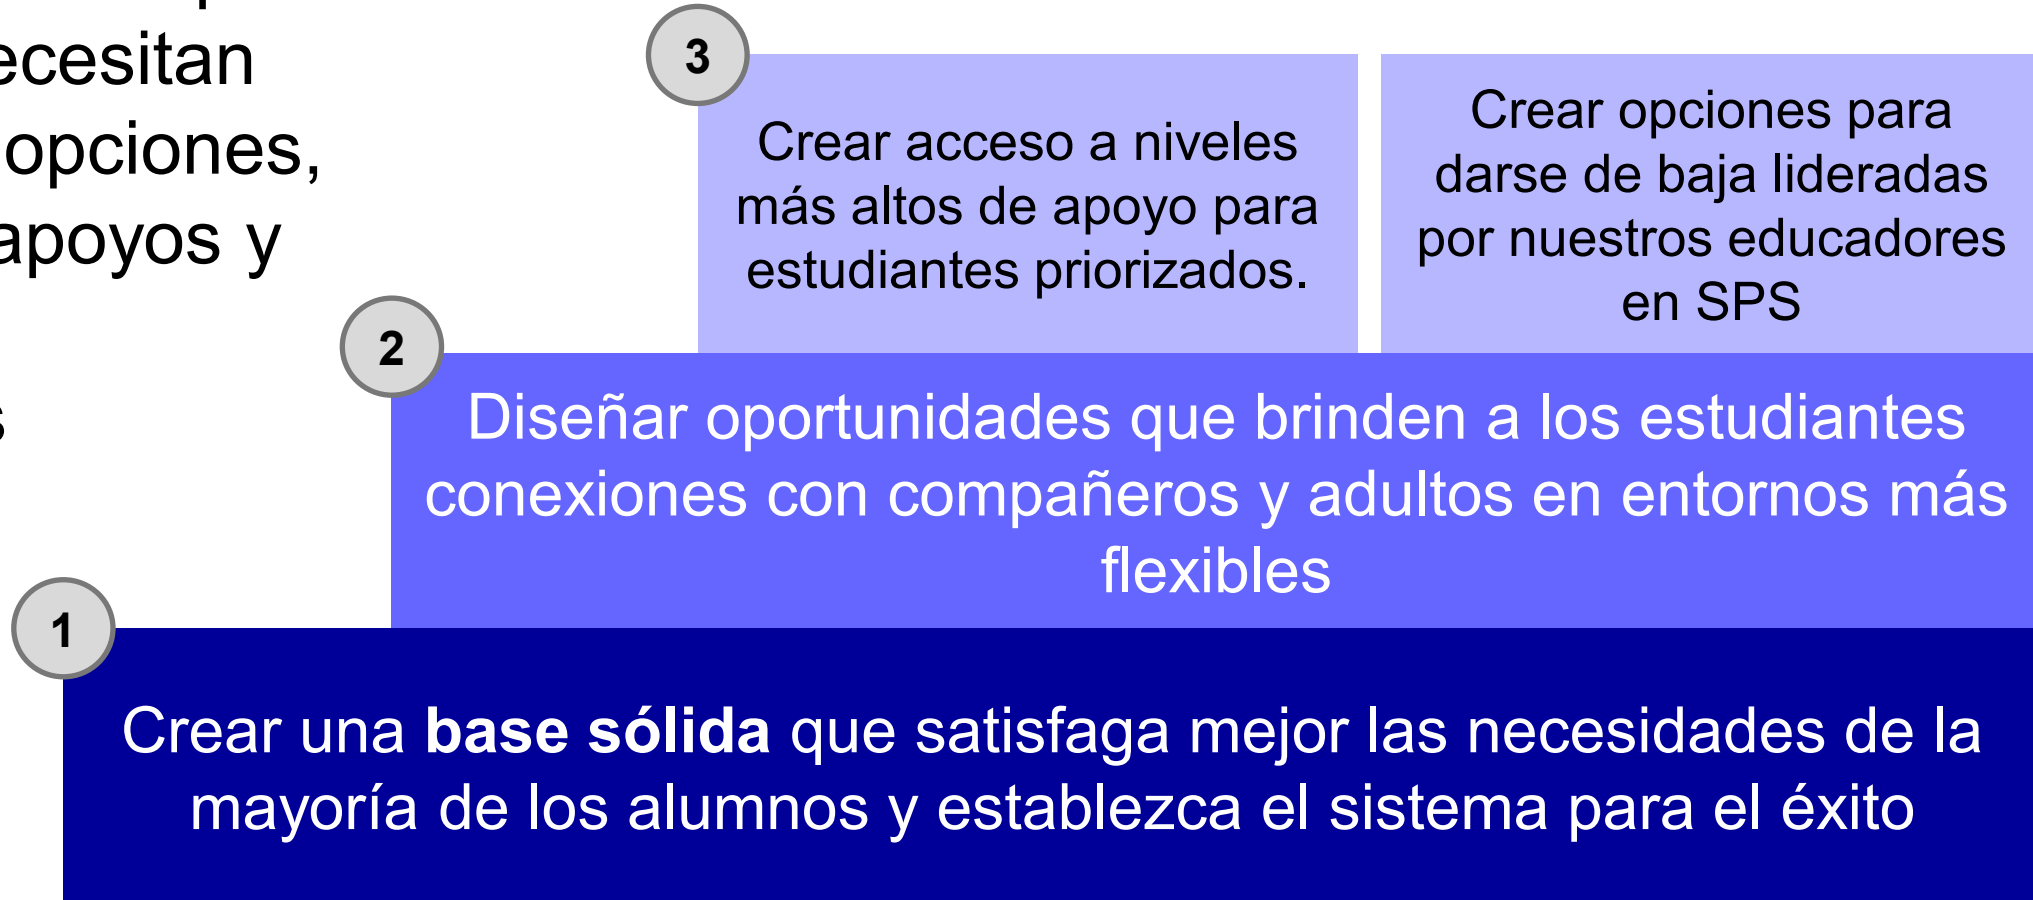 opciones,
apoyos y
3
Crear acceso a niveles
más altos de apoyo para
estudiantes priorizados.
Crear opciones para
darse de baja lideradas
por nuestros educadores
en SPS
2
Diseñar oportunidades que brinden a los estudiantes
conexiones con compañeros y adultos en entornos más
flexibles
1
Crear una base sólida que satisfaga mejor las necesidades de la
mayoría de los alumnos y establezca el sistema para el éxito